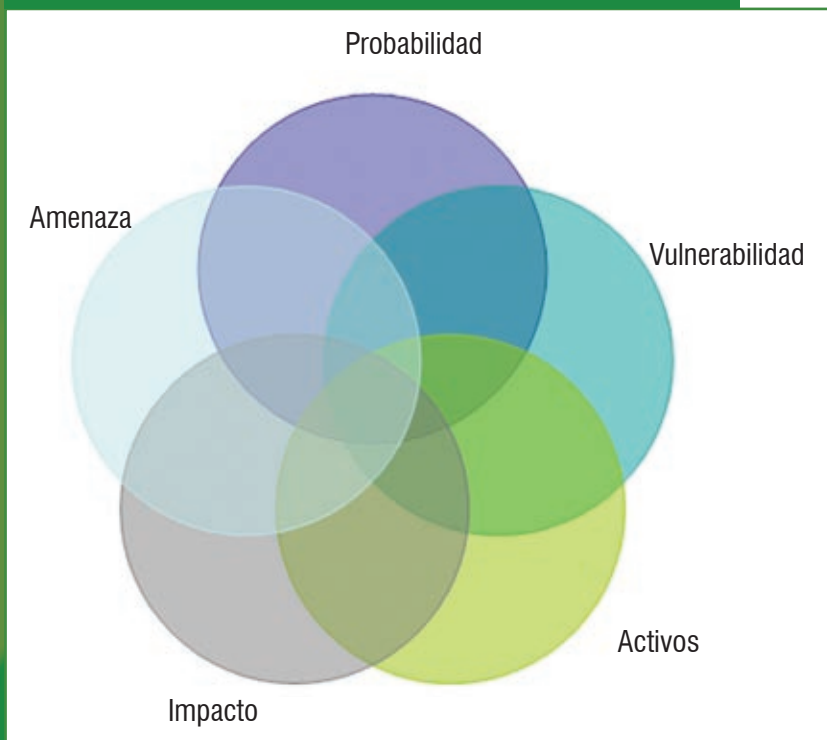 Probabilidad
Amenaza
Vulnerabilidad
Activos
Impacto